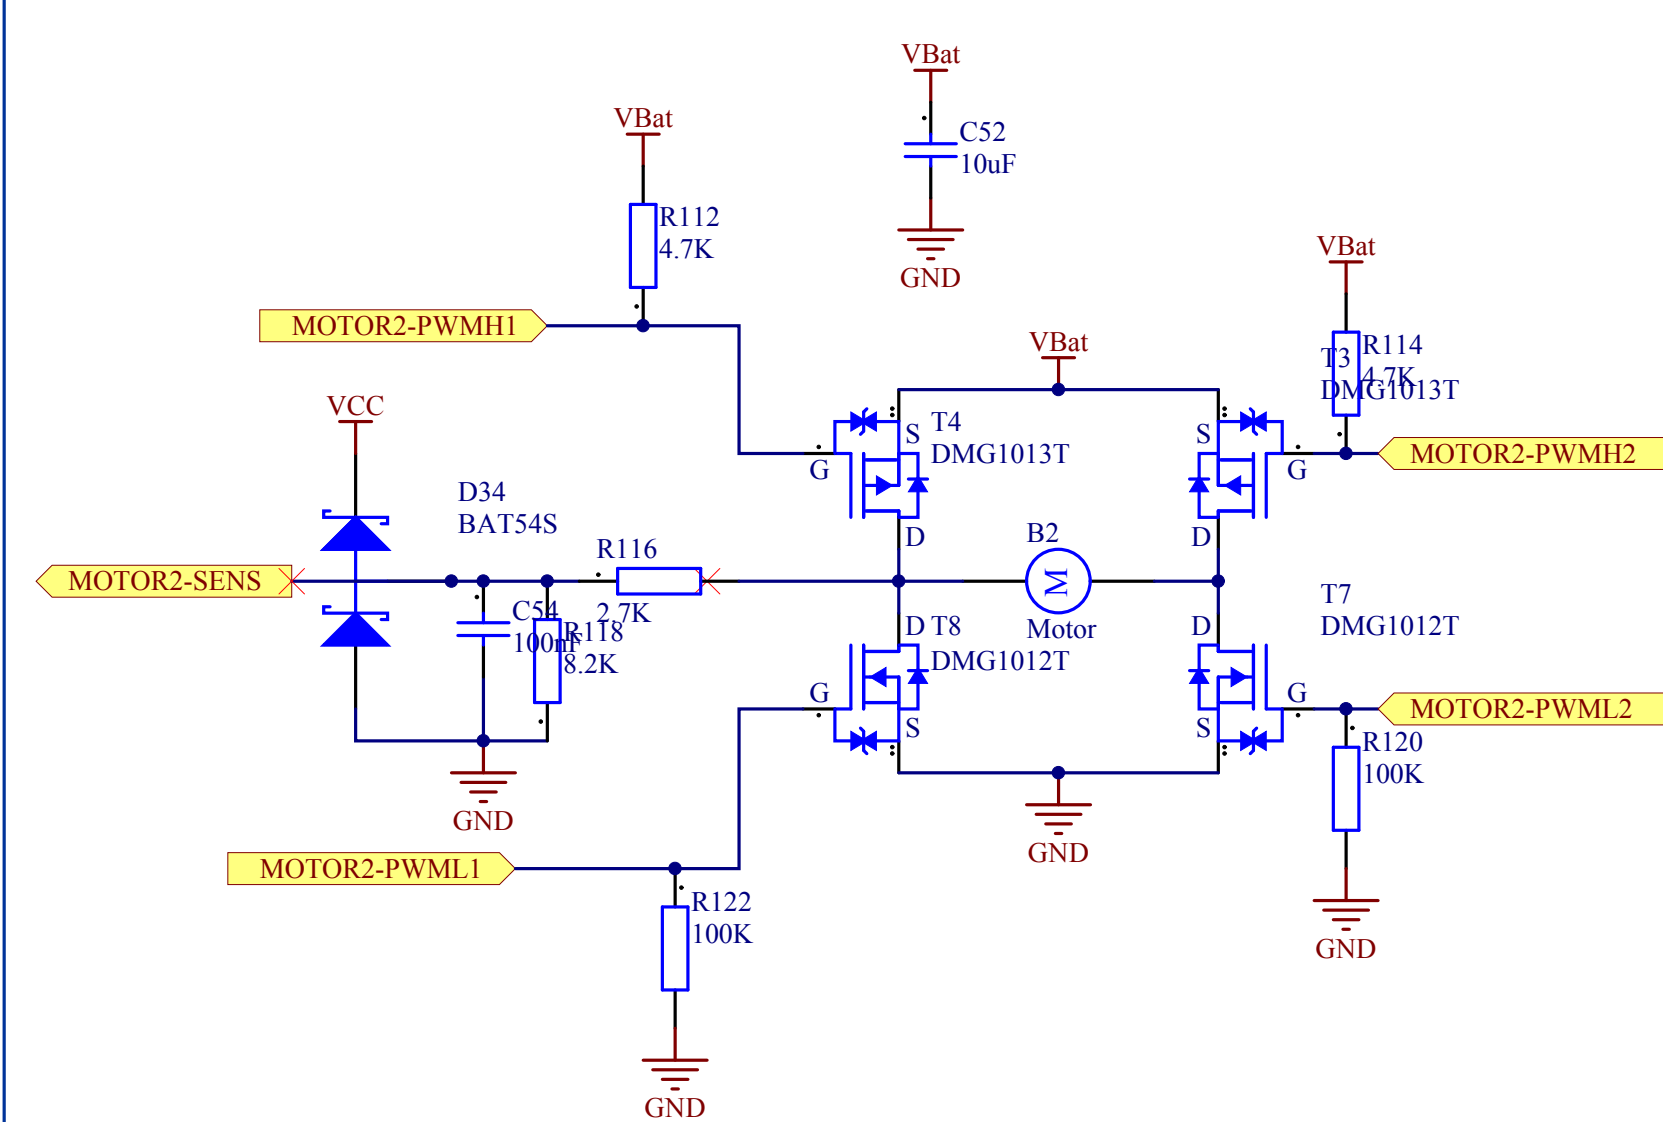 VBat
C52
10uF
GND
VBat
R112
4.7K
MOTOR2-PWMH1
VBat
R114
4.7K
T3
DMG1013T
MOTOR2-PWMH2
VBat
T4
DMG1013T
S
G
D
S
G
D
VCC
D34
BAT54S
MOTOR2-SENS
R116
2.7K
C54
100nF
R118
8.2K
GND
B2
M
Motor
D
T8
DMG1012T
G
S
D
T7
DMG1012T
G
S
MOTOR2-PWML2
R120
100K
GND
GND
MOTOR2-PWML1
R122
100K
GND